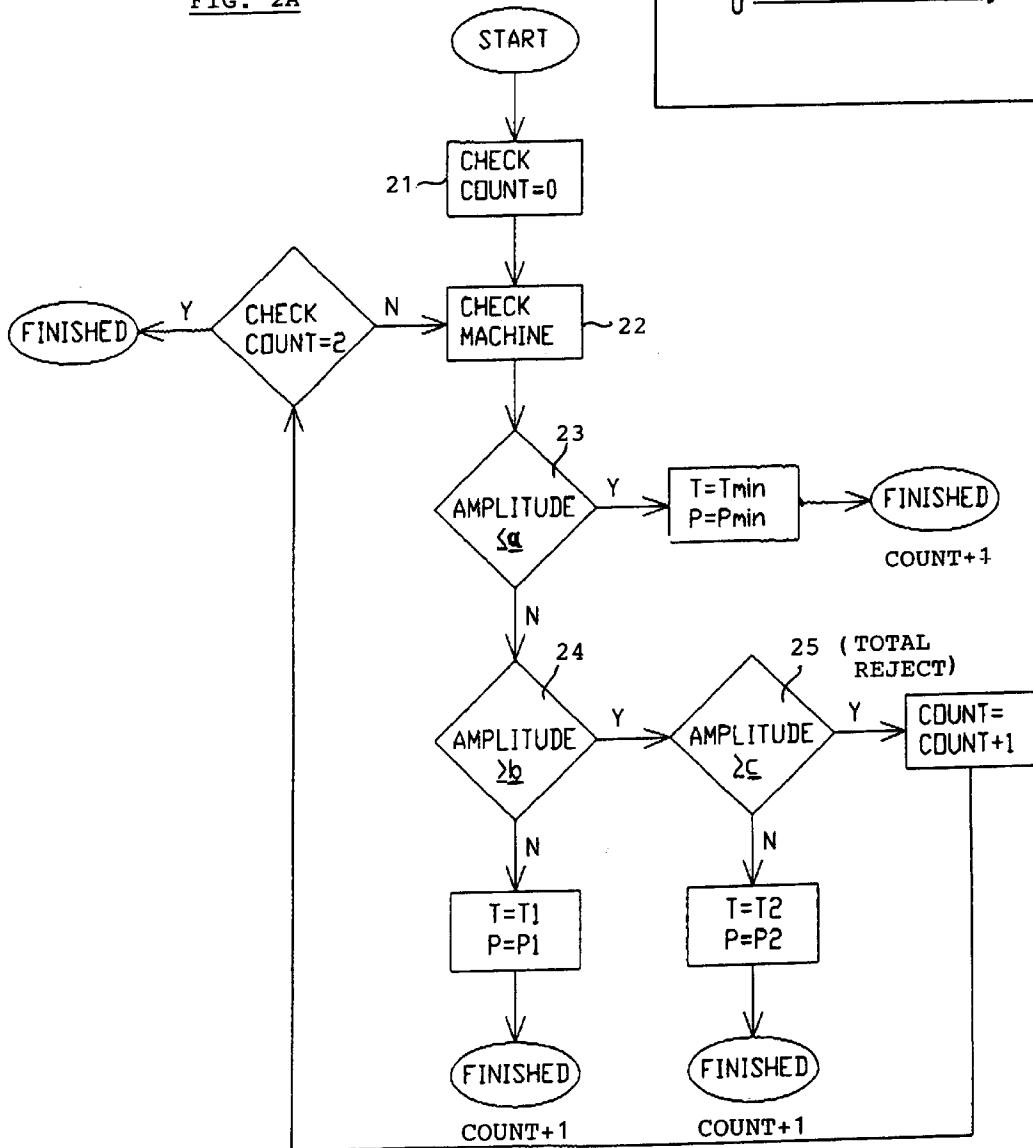 FIG. 2A
0
START
21
CHECK
COUNT=0
FINISHED
Y
CHECK
COUNT=2
N
CHECK
MACHINE
22
23
AMPLITUDE
≤a
Y
T=Tmin
P=Pmin
FINISHED
COUNT+1
N
24
AMPLITUDE
≥b
Y
25 (TOTAL
REJECT)
AMPLITUDE
≥c
Y
COUNT=
COUNT+1
N
T=T1
P=P1
FINISHED
COUNT+1
N
T=T2
P=P2
FINISHED
COUNT+1